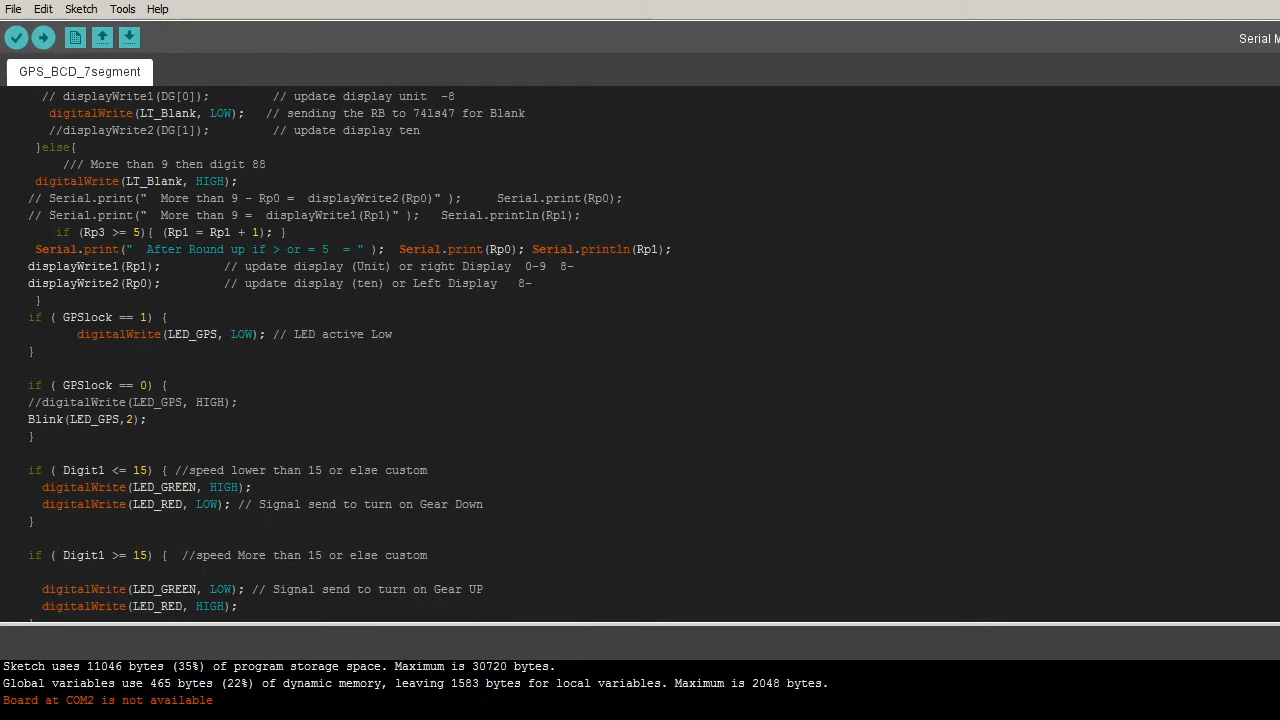 File Edit Sketch Tools Help
Serial M
GPS_BCD_7segment
// displayWrite1(DG[0]); // update display unit -8
digitalWrite(LT_Blank, LOW); // sending the RB to 74ls47 for Blank
//displayWrite2(DG[1]); // update display ten
}else{
/// More than 9 then digit 88
digitalWrite(LT_Blank, HIGH);
// Serial.print(" More than 9 - Rp0 = displayWrite2(Rp0)" ); Serial.print(Rp0);
// Serial.print(" More than 9 = displayWrite1(Rp1)" ); Serial.println(Rp1);
if (Rp3 >= 5){ (Rp1 = Rp1 + 1); }
Serial.print(" After Round up if > or = 5 = " ); Serial.print(Rp0); Serial.println(Rp1);
displayWrite1(Rp1); // update display (Unit) or right Display 0-9 8-
displayWrite2(Rp0); // update display (ten) or Left Display 8-
}
if ( GPSlock == 1) {
digitalWrite(LED_GPS, LOW); // LED active Low
}
if ( GPSlock == 0) {
//digitalWrite(LED_GPS, HIGH);
Blink(LED_GPS,2);
}
if ( Digit1 <= 15) { //speed lower than 15 or else custom
digitalWrite(LED_GREEN, HIGH);
digitalWrite(LED_RED, LOW); // Signal send to turn on Gear Down
}
if ( Digit1 >= 15) { //speed More than 15 or else custom
digitalWrite(LED_GREEN, LOW); // Signal send to turn on Gear UP
digitalWrite(LED_RED, HIGH);
Sketch uses 11046 bytes (35%) of program storage space. Maximum is 30720 bytes.
Global variables use 465 bytes (22%) of dynamic memory, leaving 1583 bytes for local variables. Maximum is 2048 bytes.
Board at COM2 is not available